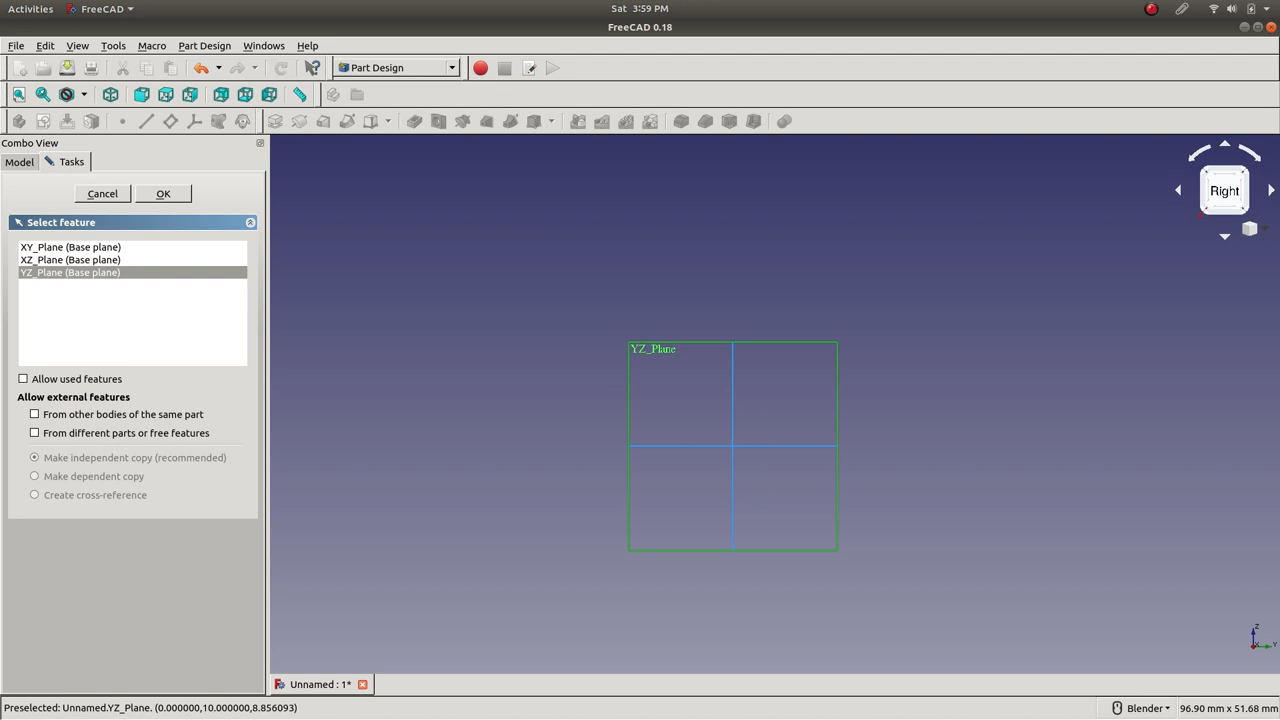 Activities FreeCAD Sat 3:59 PM
FreeCAD 0.18
File Edit View Tools Macro Part Design Windows Help
Part Design
Combo View
Model Tasks
Cancel OK
Select feature
XY_Plane (Base plane)
XZ_Plane (Base plane)
YZ_Plane (Base plane)
Allow used features
Allow external features
From other bodies of the same part
From different parts or free features
Make independent copy (recommended)
Make dependent copy
Create cross-reference
YZ_Plane
Right
Z
Y
X
Unnamed : 1*
Preselected: Unnamed.YZ_Plane. (0.000000,10.000000,8.856093)
Blender 96.90 mm x 51.68 mm